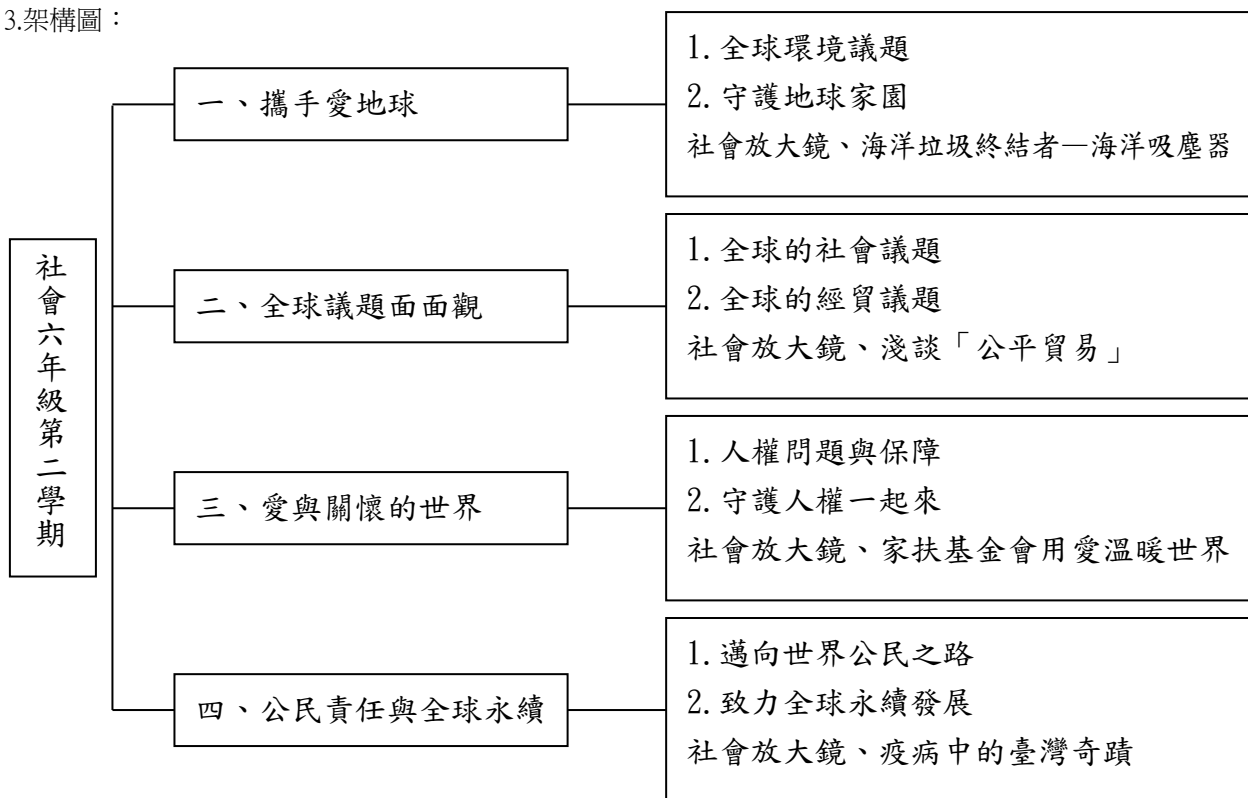 3.架構圖：
社會六年級第二學期
一、攜手愛地球
1.全球環境議題
2.守護地球家園
社會放大鏡、海洋垃圾終結者—海洋吸塵器
二、全球議題面面觀
1.全球的社會議題
2.全球的經貿議題
社會放大鏡、淺談「公平貿易」
三、愛與關懷的世界
1.人權問題與保障
2.守護人權一起來
社會放大鏡、家扶基金會用愛溫暖世界
四、公民責任與全球永續
1.邁向世界公民之路
2.致力全球永續發展
社會放大鏡、疫病中的臺灣奇蹟